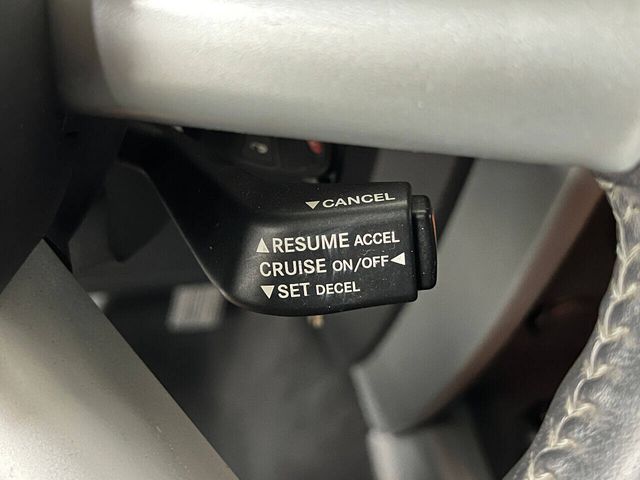 ▼CANCEL
▲RESUME ACCEL
CRUISE ON/OFF◄
▼SET DECEL